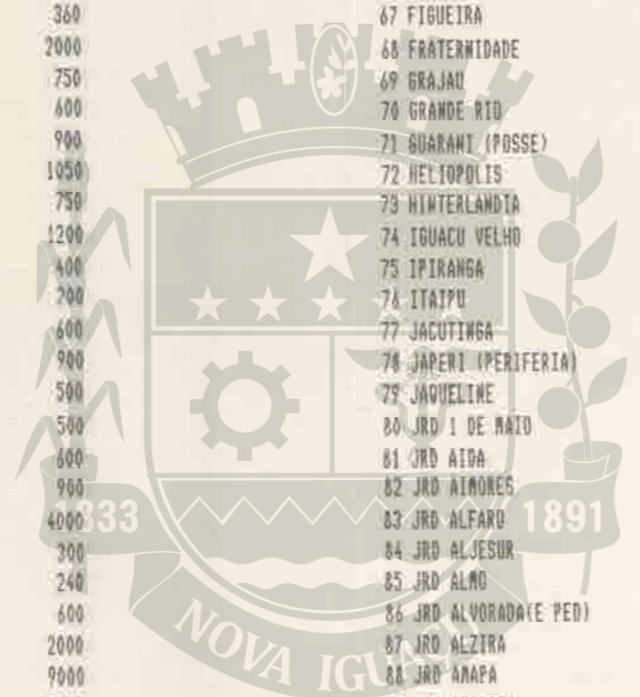 360 67 FIGUEIRA
2000 68 FRATERNIDADE
750 69 GRAJAU
600 70 GRANDE RIO
900 71 GUARANI (POSSE)
1050 72 HELIOPOLIS
750 73 HINTERLANDIA
1200 74 IGUACU VELHO
400 75 IPIRANGA
200 76 ITAIPU
600 77 JACUTINGA
900 78 JAPERI (PERIFERIA)
500 79 JAQUELINE
500 80 JRD 1 DE MAIO
600 81 JRD AIDA
900 82 JRD AIMORES
4000 83 JRD ALFARO
300 84 JRD ALJESUR
240 85 JRD ALMO
600 86 JRD ALVORADA(E PED)
2000 87 JRD ALZIRA
9000 88 JRD AMAPA
833 1891
NOVA